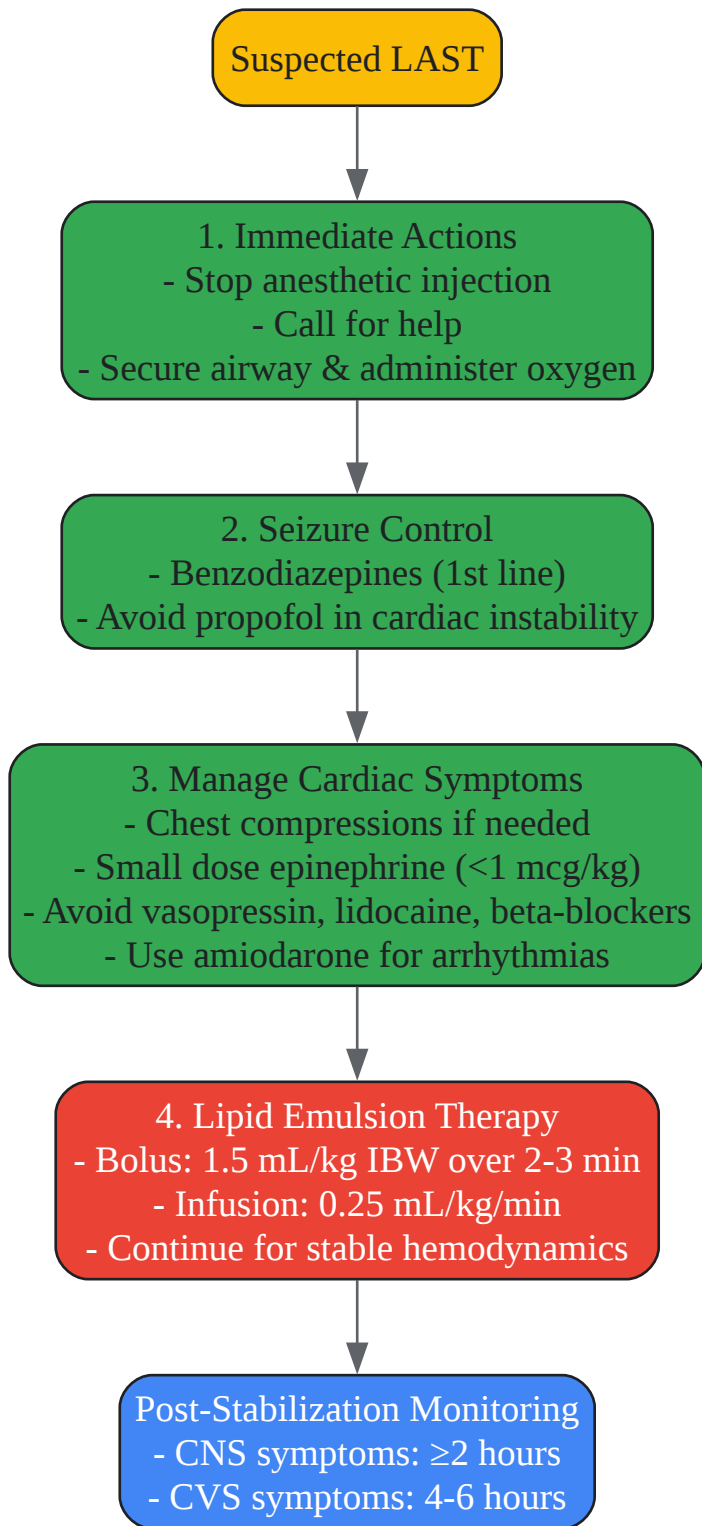 Suspected LAST
1. Immediate Actions
- Stop anesthetic injection
- Call for help
- Secure airway & administer oxygen
2. Seizure Control
- Benzodiazepines (1st line)
- Avoid propofol in cardiac instability
3. Manage Cardiac Symptoms
- Chest compressions if needed
- Small dose epinephrine (<1 mcg/kg)
- Avoid vasopressin, lidocaine, beta-blockers
- Use amiodarone for arrhythmias
4. Lipid Emulsion Therapy
- Bolus: 1.5 mL/kg IBW over 2-3 min
- Infusion: 0.25 mL/kg/min
- Continue for stable hemodynamics
Post-Stabilization Monitoring
- CNS symptoms: ≥2 hours
- CVS symptoms: 4-6 hours